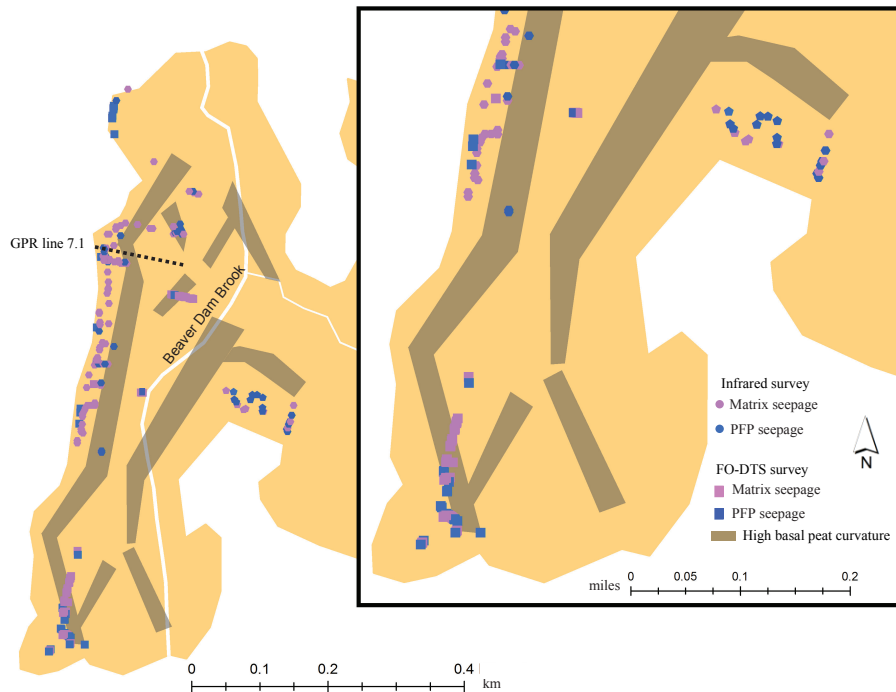 GPR line 7.1
Beaver Dam Brook
Infrared survey
Matrix seepage
PFP seepage
FO-DTS survey
Matrix seepage
PFP seepage
High basal peat curvature
N
miles
0 0.05 0.1 0.2
0 0.1 0.2 0.4
km